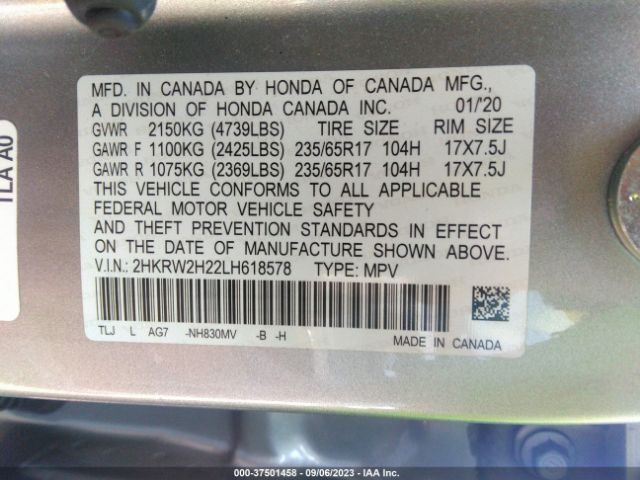 MFD. IN CANADA BY HONDA OF CANADA MFG.,
A DIVISION OF HONDA CANADA INC. 01/'20
GVWR 2150KG (4739LBS) TIRE SIZE RIM SIZE
GAWR F 1100KG (2425LBS) 235/65R17 104H 17X7.5J
GAWR R 1075KG (2369LBS) 235/65R17 104H 17X7.5J
THIS VEHICLE CONFORMS TO ALL APPLICABLE
FEDERAL MOTOR VEHICLE SAFETY
AND THEFT PREVENTION STANDARDS IN EFFECT
ON THE DATE OF MANUFACTURE SHOWN ABOVE.
V.I.N.: 2HKRW2H22LH618578 TYPE: MPV
TLJ L AG7 -NH830MV -B -H
MADE IN CANADA
TLA A0
000-37501458 - 09/06/2023 - IAA Inc.